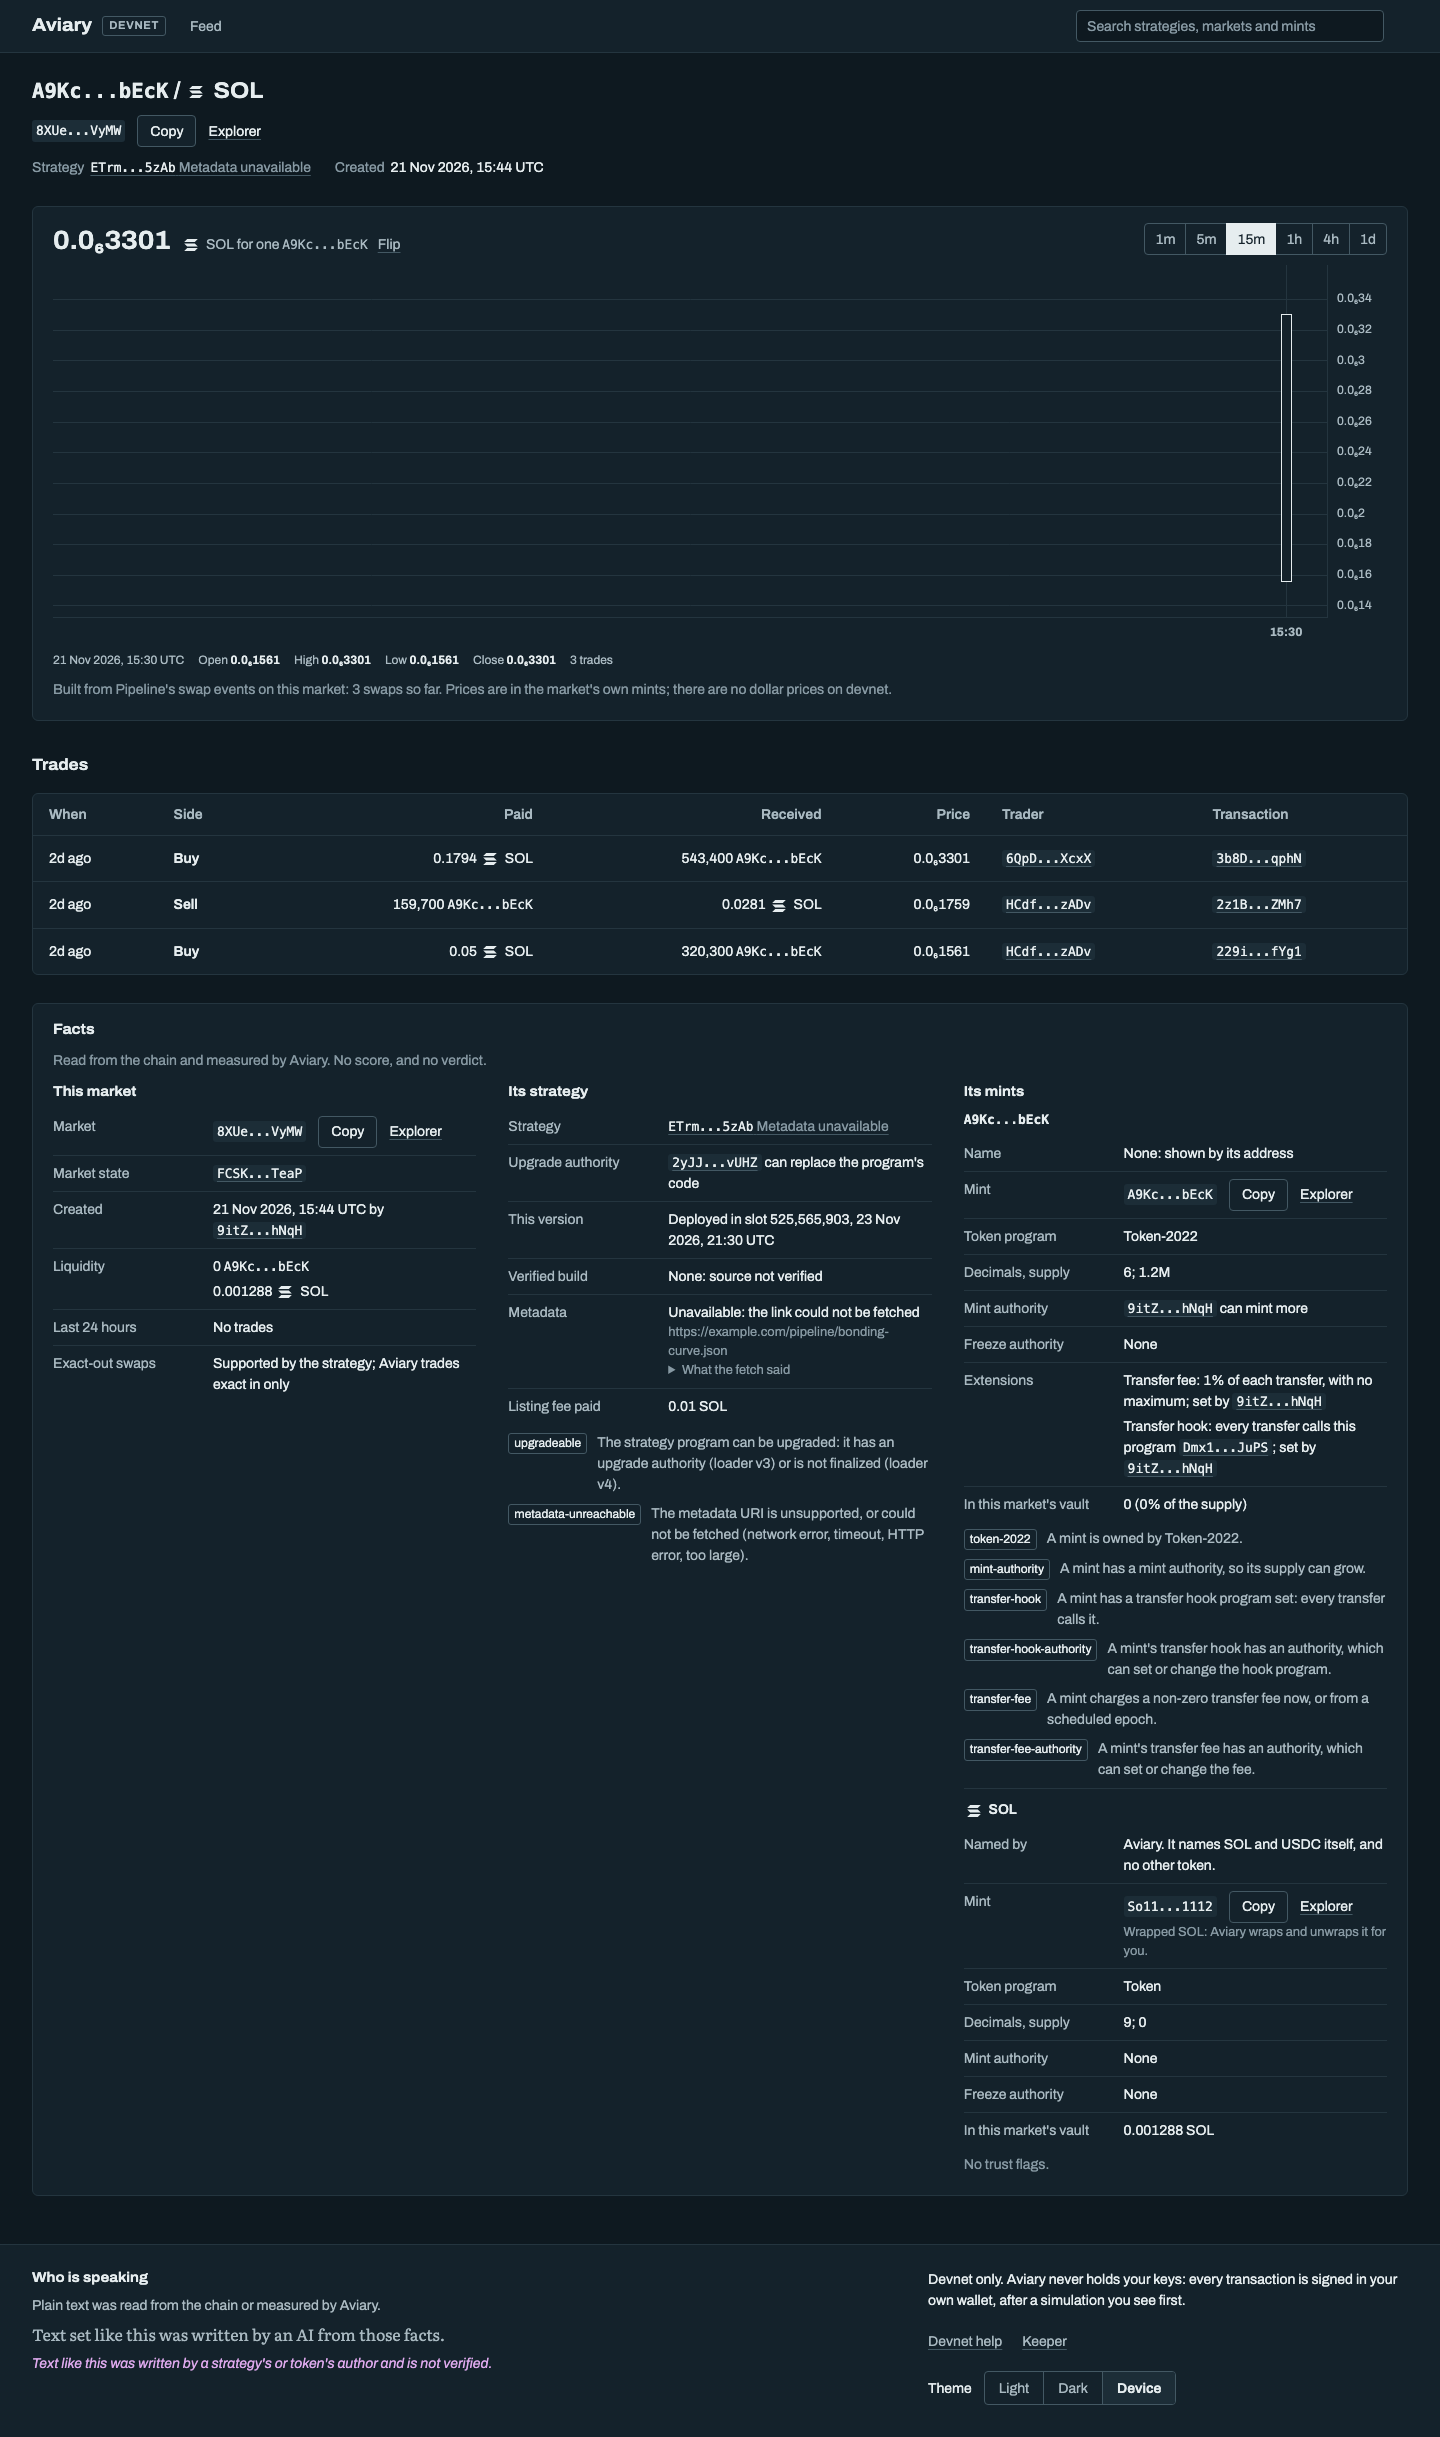 Aviary DEVNET Feed Search strategies, markets and mints
A9Kc...bEcK / SOL
8XUe...VyMW Copy Explorer
Strategy ETrm...5zAb Metadata unavailable Created 21 Nov 2026, 15:44 UTC
0.0₆3301 SOL for one A9Kc...bEcK Flip 1m 5m 15m 1h 4h 1d
0.0₆34
0.0₆32
0.0₆3
0.0₆28
0.0₆26
0.0₆24
0.0₆22
0.0₆2
0.0₆18
0.0₆16
0.0₆14
15:30
21 Nov 2026, 15:30 UTC Open 0.0₆1561 High 0.0₆3301 Low 0.0₆1561 Close 0.0₆3301 3 trades
Built from Pipeline's swap events on this market: 3 swaps so far. Prices are in the market's own mints; there are no dollar prices on devnet.
Trades
When Side Paid Received Price Trader Transaction
2d ago Buy 0.1794 SOL 543,400 A9Kc...bEcK 0.0₆3301 6QpD...XcxX 3b8D...qphN
2d ago Sell 159,700 A9Kc...bEcK 0.0281 SOL 0.0₆1759 HCdf...zADv 2z1B...ZMh7
2d ago Buy 0.05 SOL 320,300 A9Kc...bEcK 0.0₆1561 HCdf...zADv 229i...fYg1
Facts
Read from the chain and measured by Aviary. No score, and no verdict.
This market
Market 8XUe...VyMW Copy Explorer
Market state FCSK...TeaP
Created 21 Nov 2026, 15:44 UTC by
9itZ...hNqH
Liquidity 0 A9Kc...bEcK
0.001288 SOL
Last 24 hours No trades
Exact-out swaps Supported by the strategy; Aviary trades
exact in only
Its strategy
Strategy ETrm...5zAb Metadata unavailable
Upgrade authority 2yJJ...vUHZ can replace the program's
code
This version Deployed in slot 525,565,903, 23 Nov
2026, 21:30 UTC
Verified build None: source not verified
Metadata Unavailable: the link could not be fetched
https://example.com/pipeline/bonding-
curve.json
▶ What the fetch said
Listing fee paid 0.01 SOL
upgradeable The strategy program can be upgraded: it has an
upgrade authority (loader v3) or is not finalized (loader
v4).
metadata-unreachable The metadata URI is unsupported, or could
not be fetched (network error, timeout, HTTP
error, too large).
Its mints
A9Kc...bEcK
Name None: shown by its address
Mint A9Kc...bEcK Copy Explorer
Token program Token-2022
Decimals, supply 6; 1.2M
Mint authority 9itZ...hNqH can mint more
Freeze authority None
Extensions Transfer fee: 1% of each transfer, with no
maximum; set by 9itZ...hNqH
Transfer hook: every transfer calls this
program Dmx1...JuPS ; set by
9itZ...hNqH
In this market's vault 0 (0% of the supply)
token-2022 A mint is owned by Token-2022.
mint-authority A mint has a mint authority, so its supply can grow.
transfer-hook A mint has a transfer hook program set: every transfer
calls it.
transfer-hook-authority A mint's transfer hook has an authority, which
can set or change the hook program.
transfer-fee A mint charges a non-zero transfer fee now, or from a
scheduled epoch.
transfer-fee-authority A mint's transfer fee has an authority, which
can set or change the fee.
SOL
Named by Aviary. It names SOL and USDC itself, and
no other token.
Mint So11...1112 Copy Explorer
Wrapped SOL: Aviary wraps and unwraps it for
you.
Token program Token
Decimals, supply 9; 0
Mint authority None
Freeze authority None
In this market's vault 0.001288 SOL
No trust flags.
Who is speaking
Plain text was read from the chain or measured by Aviary.
Text set like this was written by an AI from those facts.
Text like this was written by a strategy's or token's author and is not verified.
Devnet only. Aviary never holds your keys: every transaction is signed in your
own wallet, after a simulation you see first.
Devnet help Keeper
Theme Light Dark Device